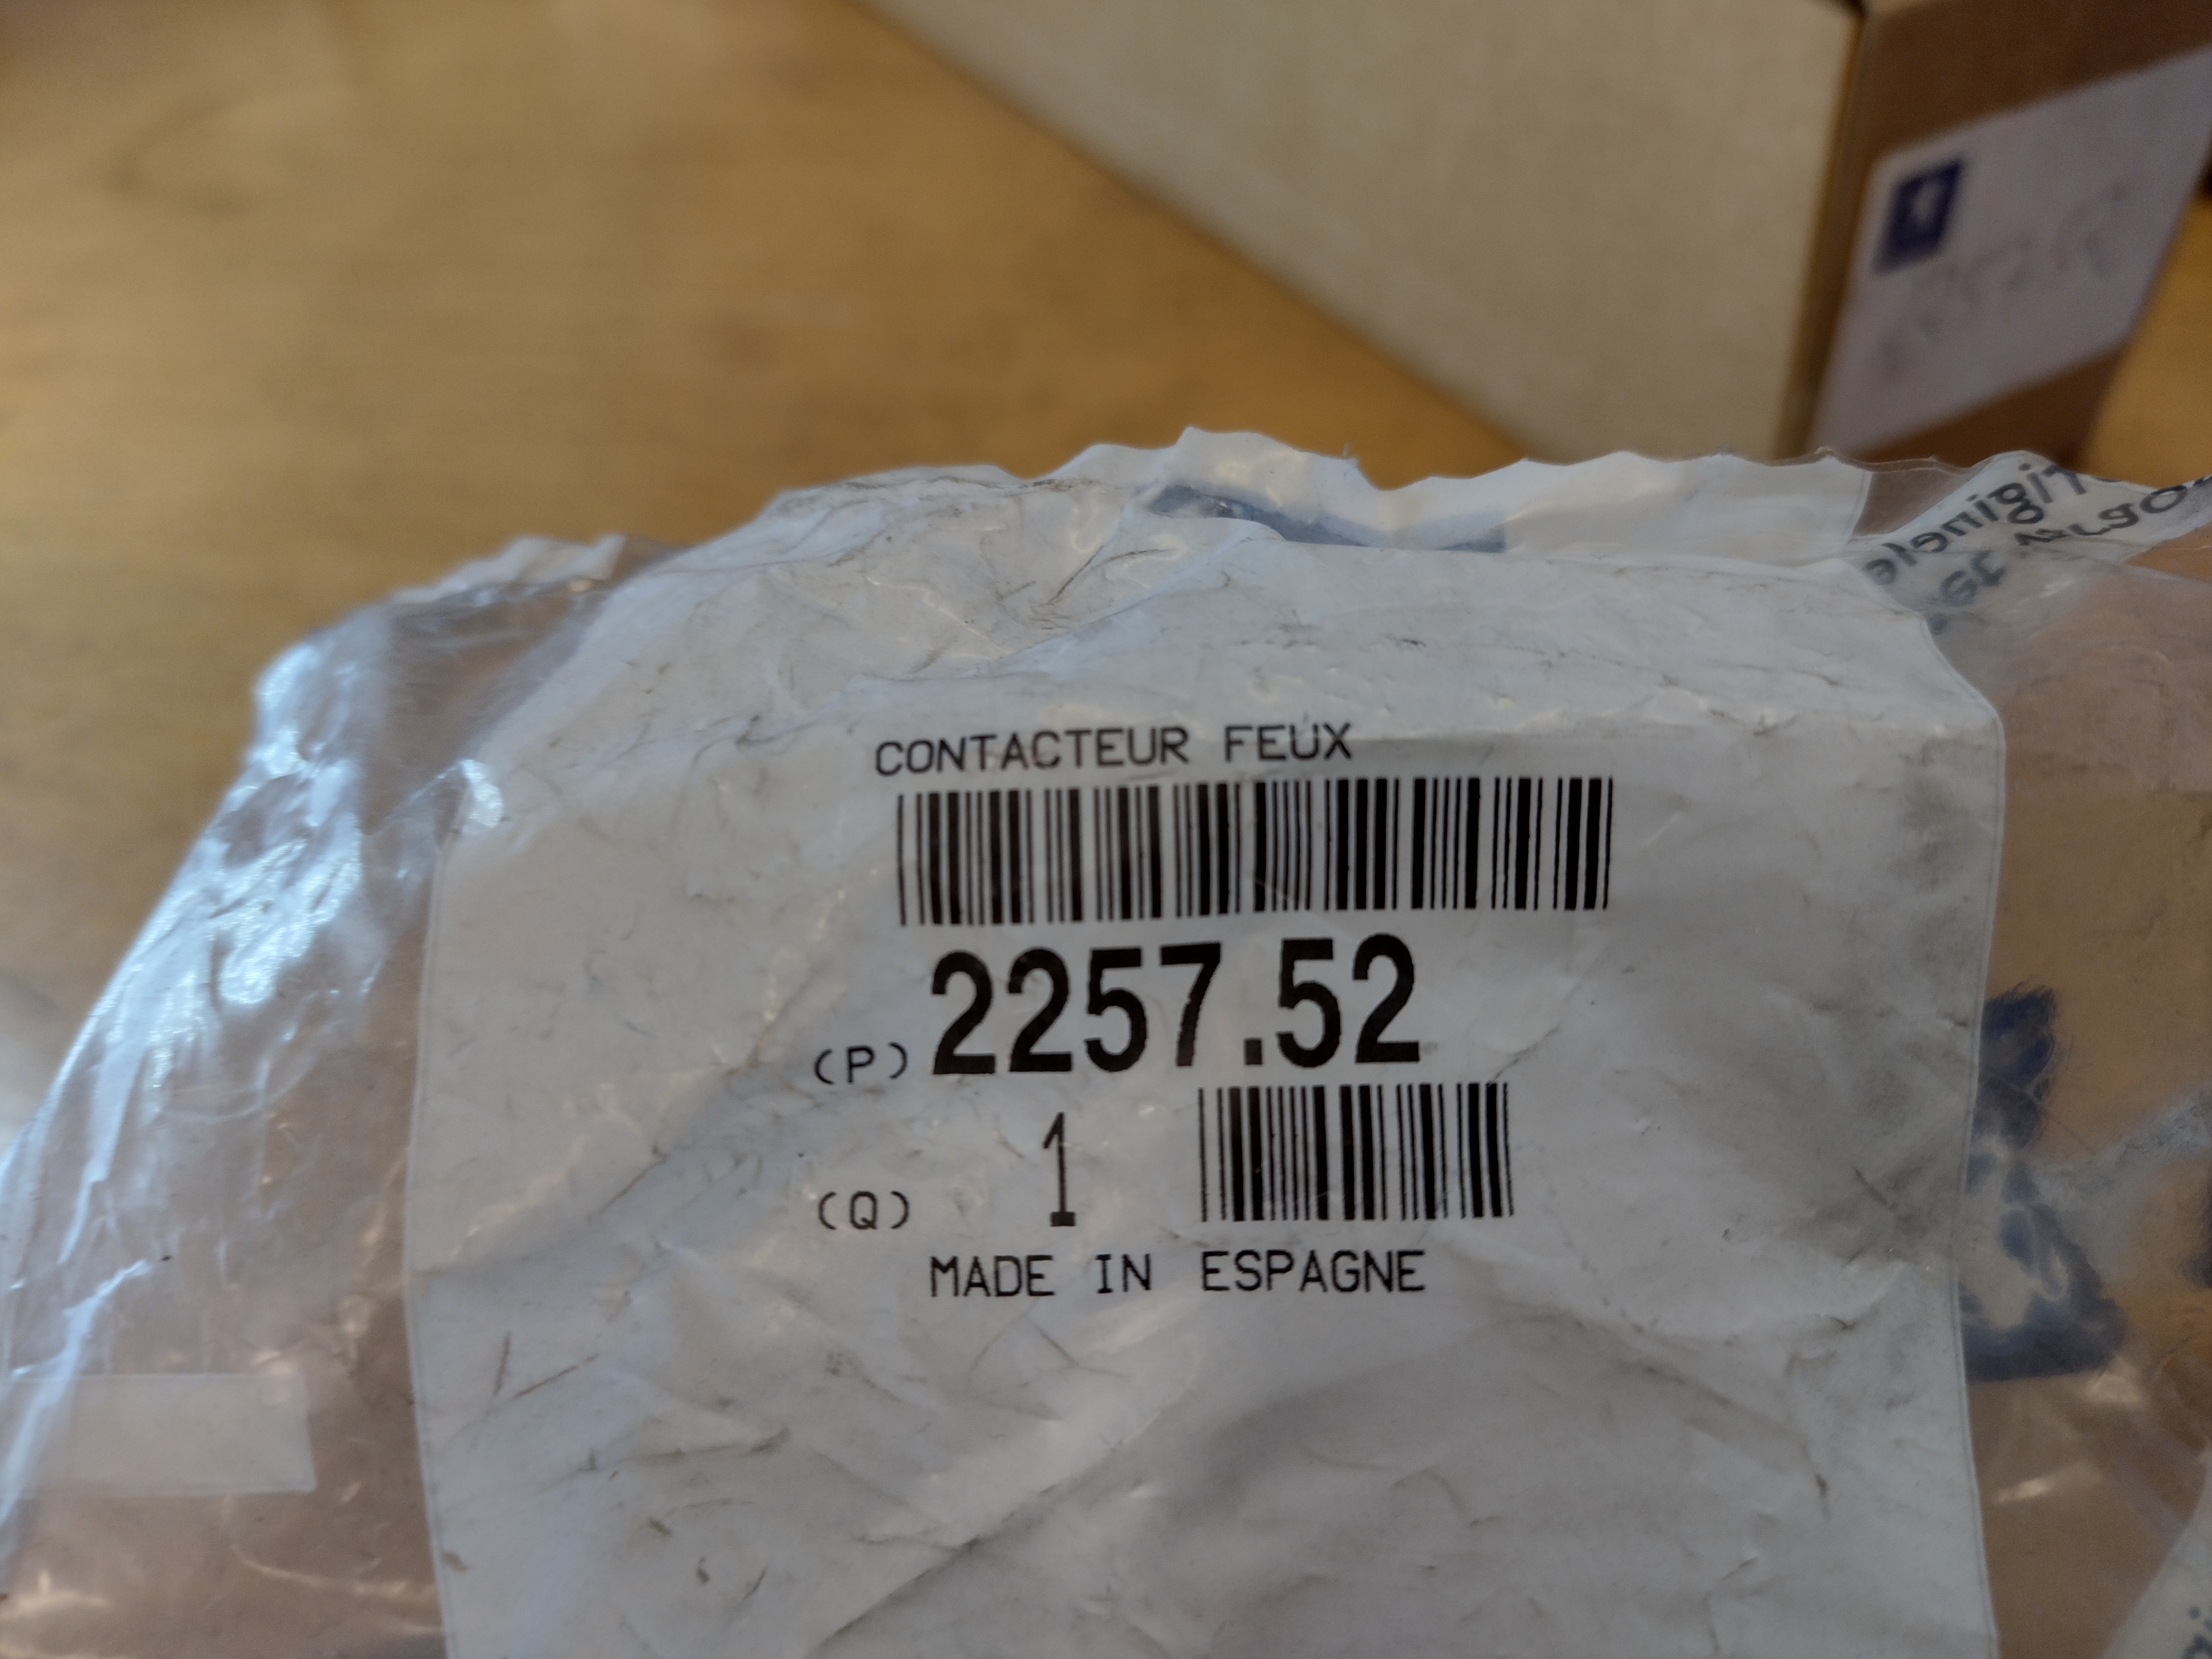 CONTACTEUR FEUX
(P) 2257.52
(Q) 1
MADE IN ESPAGNE